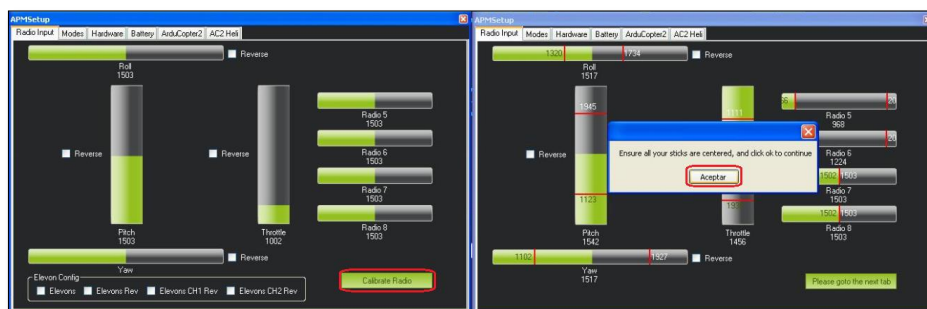 APMSetup
Radio Input Modes Hardware Battery ArduCopter2 AC2 Heli
Reverse
Roll
1503
Reverse
Reverse
Radio 5
1503
Radio 6
1503
Radio 7
1503
Radio 8
1503
Pitch
1503
Throttle
1002
Reverse
Yaw
Elevon Config
Elevons Elevons Rev Elevons CH1 Rev Elevons CH2 Rev
Calibrate Radio
APMSetup
Radio Input Modes Hardware Battery ArduCopter2 AC2 Heli
1320 1734
Reverse
Roll
1517
1945
1111
Radio 5
968
Ensure all your sticks are centered, and click ok to continue
Aceptar
Reverse
Radio 6
1224
1502 1503
Radio 7
1503
1123
1502 1503
Radio 8
1503
Pitch
1542
Throttle
1456
1102 1927
Reverse
Yaw
1517
Please goto the next tab